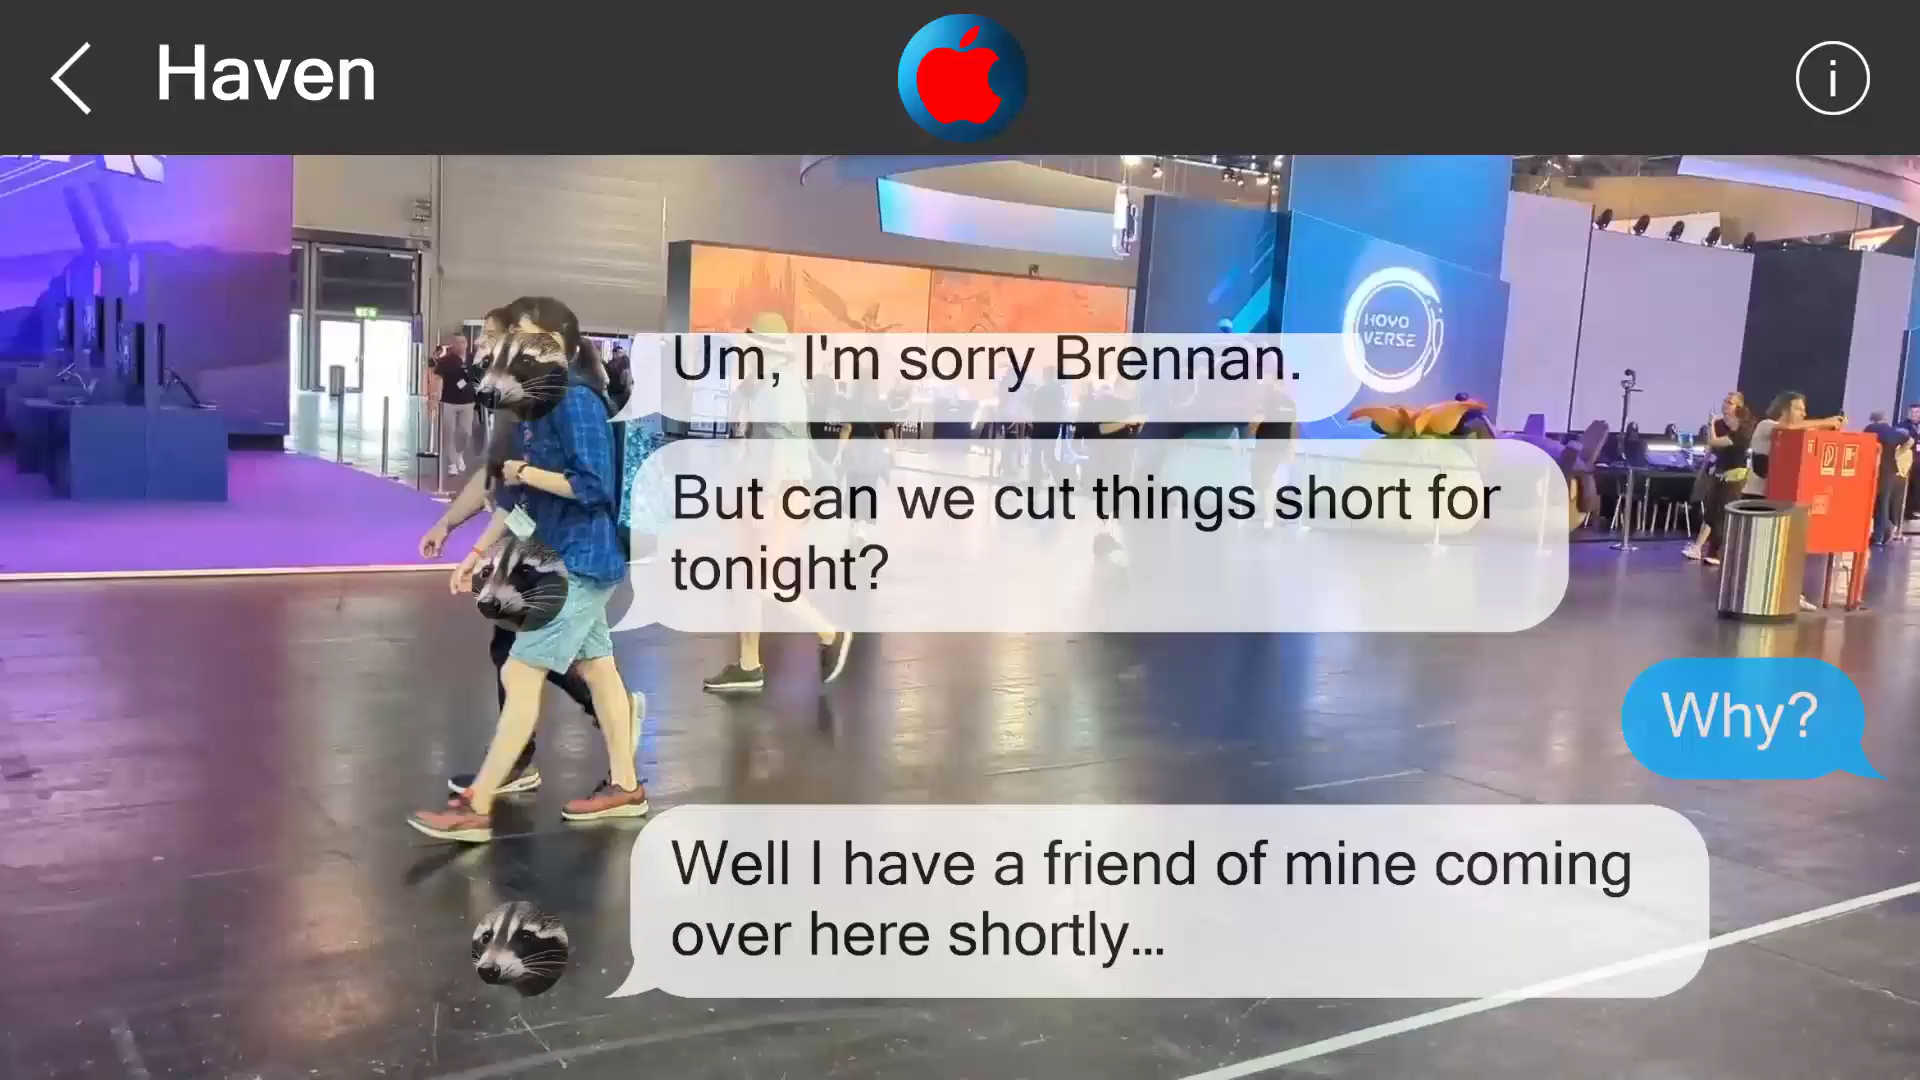 Haven
i
HOYO
VERSE
Um, I'm sorry Brennan.
But can we cut things short for
tonight?
Why?
Well I have a friend of mine coming
over here shortly...